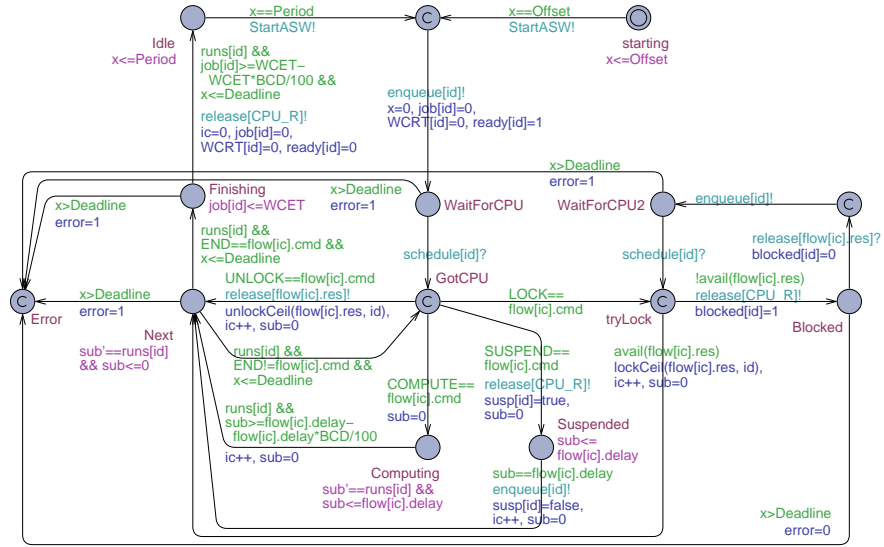 x==Period
StartASW!
C
x==Offset
StartASW!
Idle
x<=Period
starting
x<=Offset
runs[id] &&
job[id]>=WCET−
WCET*BCD/100 &&
x<=Deadline
release[CPU_R]!
ic=0, job[id]=0,
WCRT[id]=0, ready[id]=0
enqueue[id]!
x=0, job[id]=0,
WCRT[id]=0, ready[id]=1
x>Deadline
error=1
x>Deadline
error=1
Finishing
job[id]<=WCET
x>Deadline
error=1
WaitForCPU
WaitForCPU2
enqueue[id]!
C
runs[id] &&
END==flow[ic].cmd &&
x<=Deadline
schedule[id]?
schedule[id]?
release[flow[ic].res]?
blocked[id]=0
C
Error
x>Deadline
error=1
Next
sub'==runs[id]
&& sub<=0
UNLOCK==flow[ic].cmd
release[flow[ic].res]!
unlockCeil(flow[ic].res, id),
ic++, sub=0
C
GotCPU
LOCK==
flow[ic].cmd
C
tryLock
!avail(flow[ic].res)
release[CPU_R]!
blocked[id]=1
Blocked
runs[id] &&
END!=flow[ic].cmd &&
x<=Deadline
SUSPEND==
flow[ic].cmd
release[CPU_R]!
susp[id]=true,
sub=0
avail(flow[ic].res)
lockCeil(flow[ic].res, id),
ic++, sub=0
COMPUTE==
flow[ic].cmd
sub=0
runs[id] &&
sub>=flow[ic].delay−
flow[ic].delay*BCD/100
ic++, sub=0
Suspended
sub<=
flow[ic].delay
Computing
sub'==runs[id] &&
sub<=flow[ic].delay
sub==flow[ic].delay
enqueue[id]!
susp[id]=false,
ic++, sub=0
x>Deadline
error=0